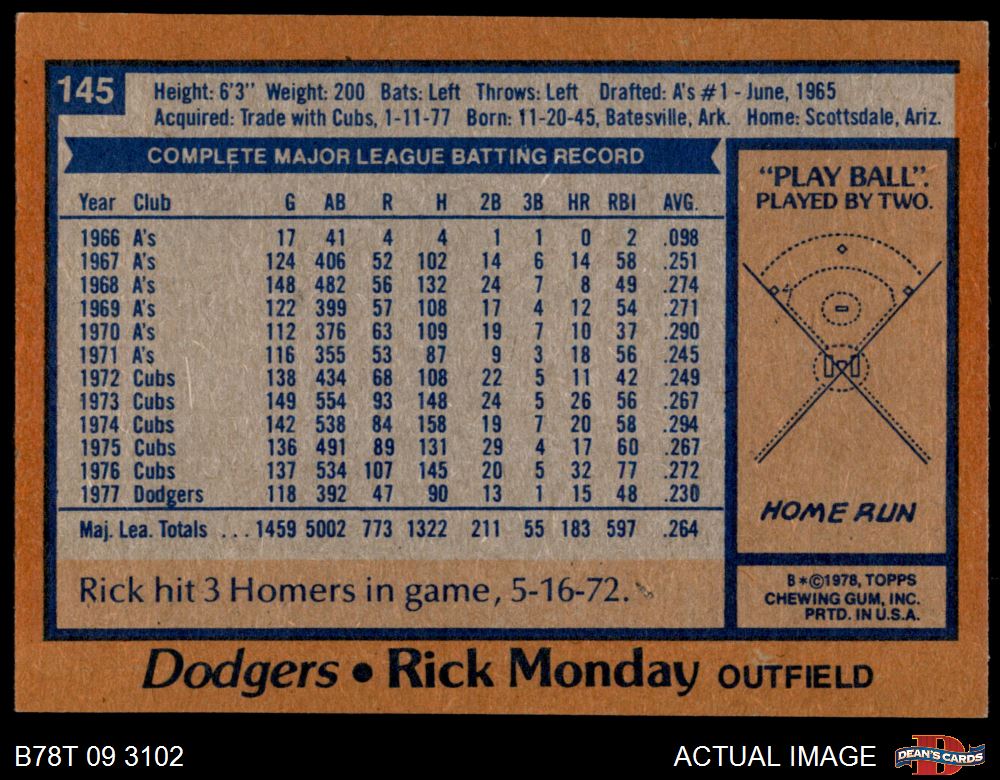 145
Height: 6'3" Weight: 200 Bats: Left Throws: Left Drafted: A's #1 - June, 1965
Acquired: Trade with Cubs, 1-11-77 Born: 11-20-45, Batesville, Ark. Home: Scottsdale, Ariz.
COMPLETE MAJOR LEAGUE BATTING RECORD
Year Club G AB R H 2B 3B HR RBI AVG.
1966 A's 17 41 4 4 1 1 0 2 .098
1967 A's 124 406 52 102 14 6 14 58 .251
1968 A's 148 482 56 132 24 7 8 49 .274
1969 A's 122 399 57 108 17 4 12 54 .271
1970 A's 112 376 63 109 19 7 10 37 .290
1971 A's 116 355 53 87 9 3 18 56 .245
1972 Cubs 138 434 68 108 22 5 11 42 .249
1973 Cubs 149 554 93 148 24 5 26 56 .267
1974 Cubs 142 538 84 158 19 7 20 58 .294
1975 Cubs 136 491 89 131 29 4 17 60 .267
1976 Cubs 137 534 107 145 20 5 32 77 .272
1977 Dodgers 118 392 47 90 13 1 15 48 .230
Maj. Lea. Totals ... 1459 5002 773 1322 211 55 183 597 .264
Rick hit 3 Homers in game, 5-16-72.
"PLAY BALL".
PLAYED BY TWO.
HOME RUN
B*©1978, TOPPS
CHEWING GUM, INC.
PRTD. IN U.S.A.
Dodgers • Rick Monday OUTFIELD
B78T 09 3102
ACTUAL IMAGE
DEAN'S CARDS